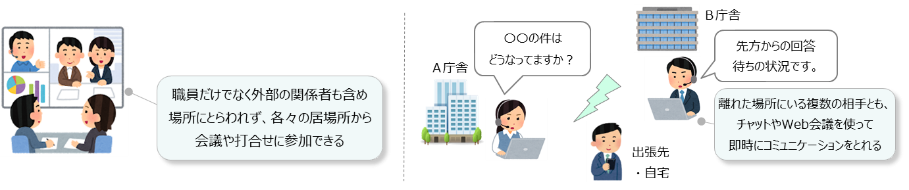 職員だけでなく外部の関係者も含め
場所にとらわれず、各々の居場所から
会議や打合せに参加できる
〇〇の件は
どうなってますか？
A庁舎
B庁舎
先方からの回答
待ちの状況です。
離れた場所にいる複数の相手とも、
チャットやWeb会議を使って
即時にコミュニケーションをとれる
出張先
・自宅